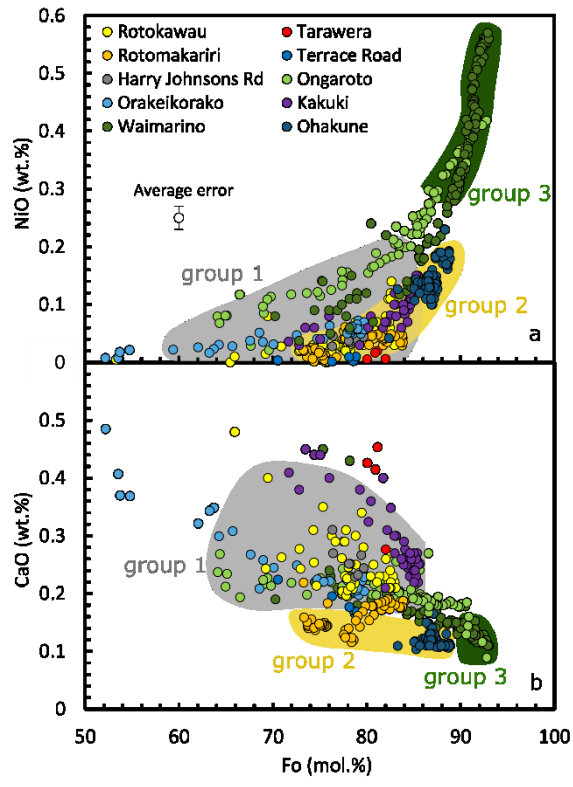 0.6
Rotokawau Tarawera
Rotomakariri Terrace Road
0.5
Harry Johnsons Rd Ongaroto
Orakeikorako Kakuki
Waimarino Ohakune
0.4
NiO (wt.%)
0.3
Average error
group 3
0.2
group 1
group 2
0.1
a
0
0.5
0.4
CaO (wt.%)
0.3
group 1
0.2
0.1
group 2
group 3
b
0
50 60 70 80 90 100
Fo (mol.%)